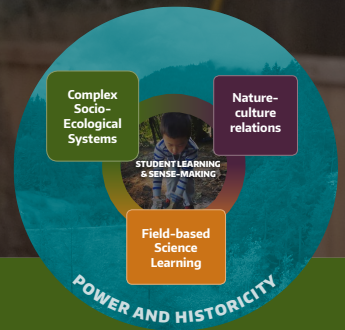 Complex
Socio-
Ecological
Systems
Nature-
culture
relations
STUDENT LEARNING
& SENSE-MAKING
Field-based
Science
Learning
POWER AND HISTORICITY